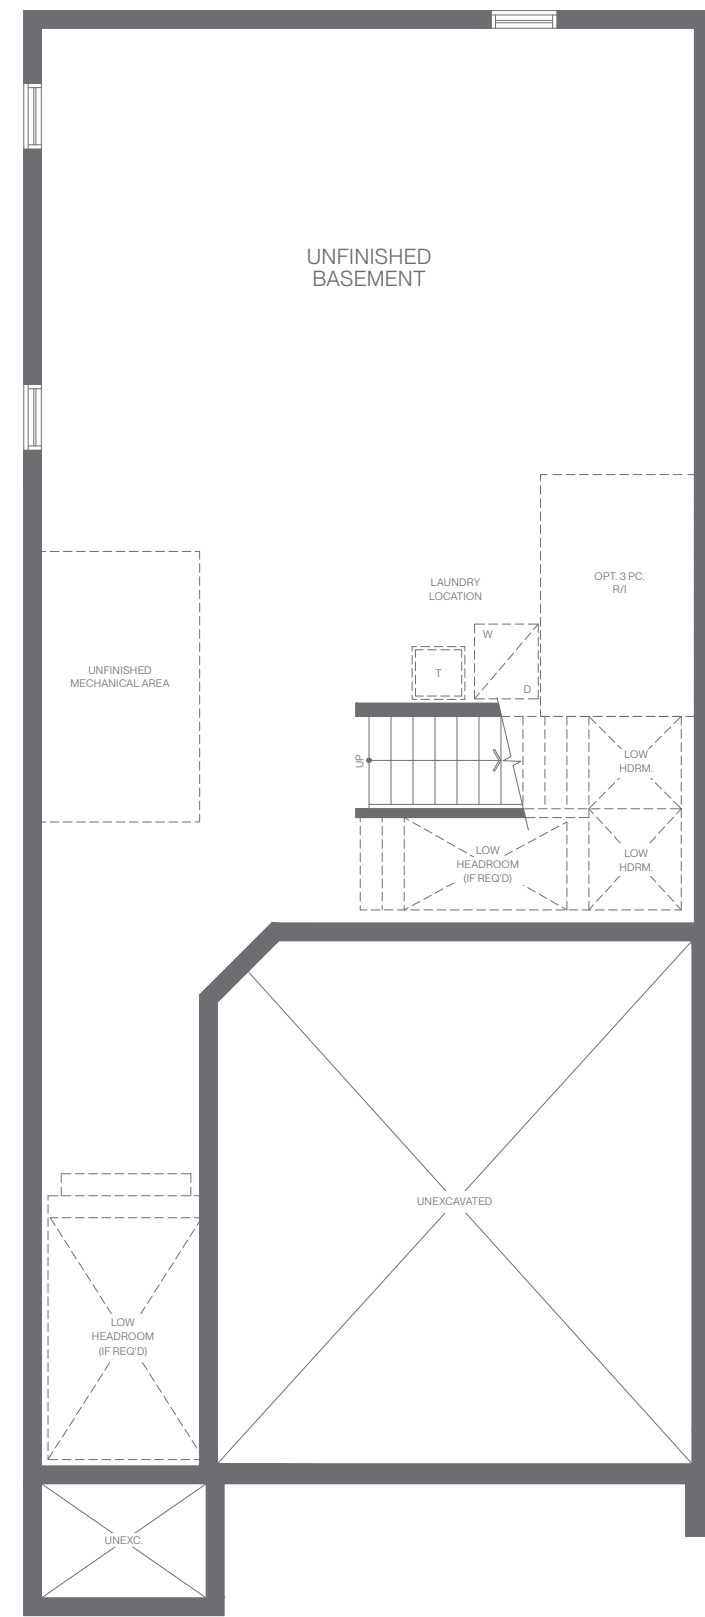 UNFINISHED
BASEMENT
OPT. 3 PC.
R/I
LAUNDRY
LOCATION
W
D
T
UNFINISHED
MECHANICAL AREA
UP
LOW
HDRM.
LOW
HEADROOM
(IF REQ'D)
LOW
HDRM.
UNEXCAVATED
LOW
HEADROOM
(IF REQ'D)
UNEXC.